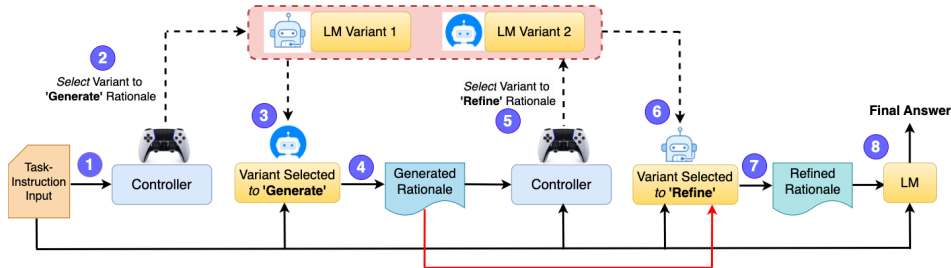 LM Variant 1
LM Variant 2
2
Select Variant to
'Generate' Rationale
Select Variant to
'Refine' Rationale
3
5
6
Final Answer
Task-
Instruction
Input
1
Controller
Variant Selected
to 'Generate'
4
Generated
Rationale
Controller
Variant Selected
to 'Refine'
7
Refined
Rationale
8
LM